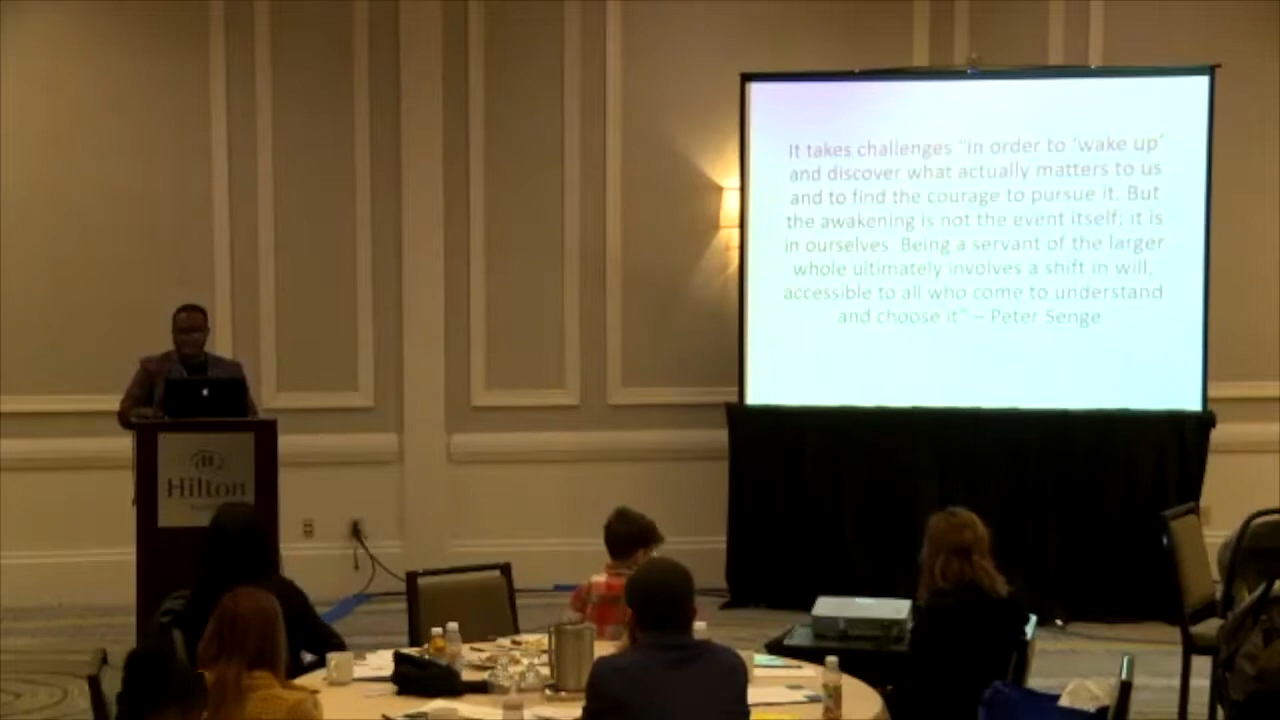 It takes challenges "in order to 'wake up'
and discover what actually matters to us
and to find the courage to pursue it. But
the awakening is not the event itself; it is
in ourselves. Being a servant of the larger
whole ultimately involves a shift in will,
accessible to all who come to understand
and choose it" – Peter Senge
Hilton